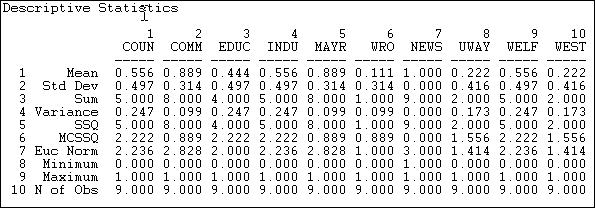 Descriptive Statistics
1 2 3 4 5 6 7 8 9 10
COUN COMM EDUC INDU MAYR WRO NEWS UWAY WELF WEST
1 Mean 0.556 0.889 0.444 0.556 0.889 0.111 1.000 0.222 0.556 0.222
2 Std Dev 0.497 0.314 0.497 0.497 0.314 0.314 0.000 0.416 0.497 0.416
3 Sum 5.000 8.000 4.000 5.000 8.000 1.000 9.000 2.000 5.000 2.000
4 Variance 0.247 0.099 0.247 0.247 0.099 0.099 0.000 0.173 0.247 0.173
5 SSQ 5.000 8.000 4.000 5.000 8.000 1.000 9.000 2.000 5.000 2.000
6 MCSSQ 2.222 0.889 2.222 2.222 0.889 0.889 0.000 1.556 2.222 1.556
7 Euc Norm 2.236 2.828 2.000 2.236 2.828 1.000 3.000 1.414 2.236 1.414
8 Minimum 0.000 0.000 0.000 0.000 0.000 0.000 1.000 0.000 0.000 0.000
9 Maximum 1.000 1.000 1.000 1.000 1.000 1.000 1.000 1.000 1.000 1.000
10 N of Obs 9.000 9.000 9.000 9.000 9.000 9.000 9.000 9.000 9.000 9.000